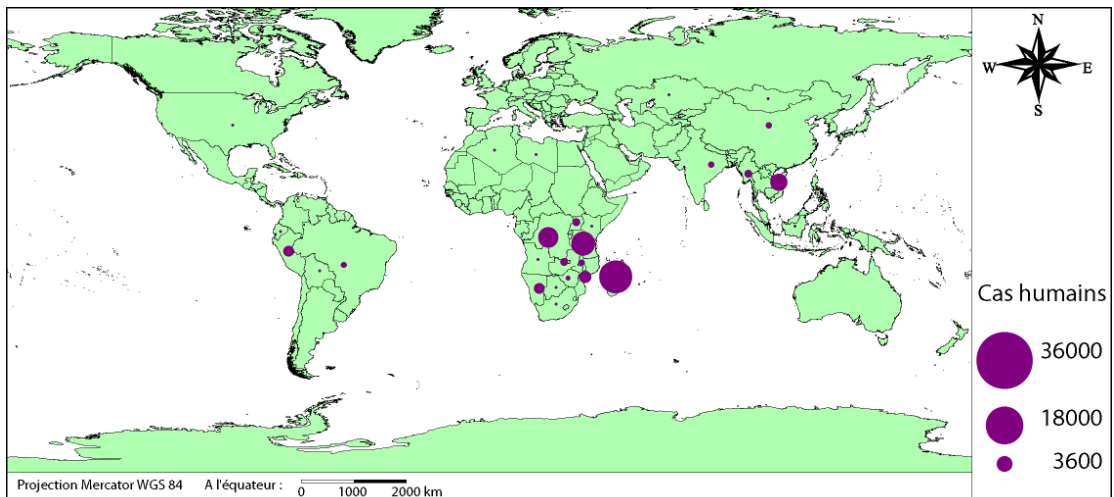 N
W E
S
Cas humains
36000
18000
3600
Projection Mercator WGS 84 A l'équateur : 0 1000 2000 km